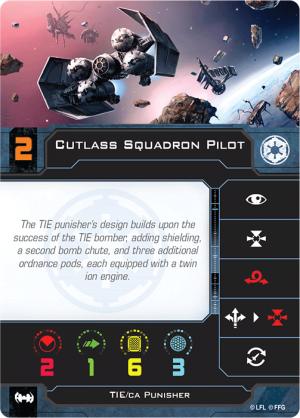 2
CUTLASS SQUADRON PILOT
The TIE punisher's design builds upon the
success of the TIE bomber, adding shielding,
a second bomb chute, and three additional
ordnance pods, each equipped with a twin
ion engine.
2 1 6 3
TIE/CA PUNISHER
© LFL © FFG